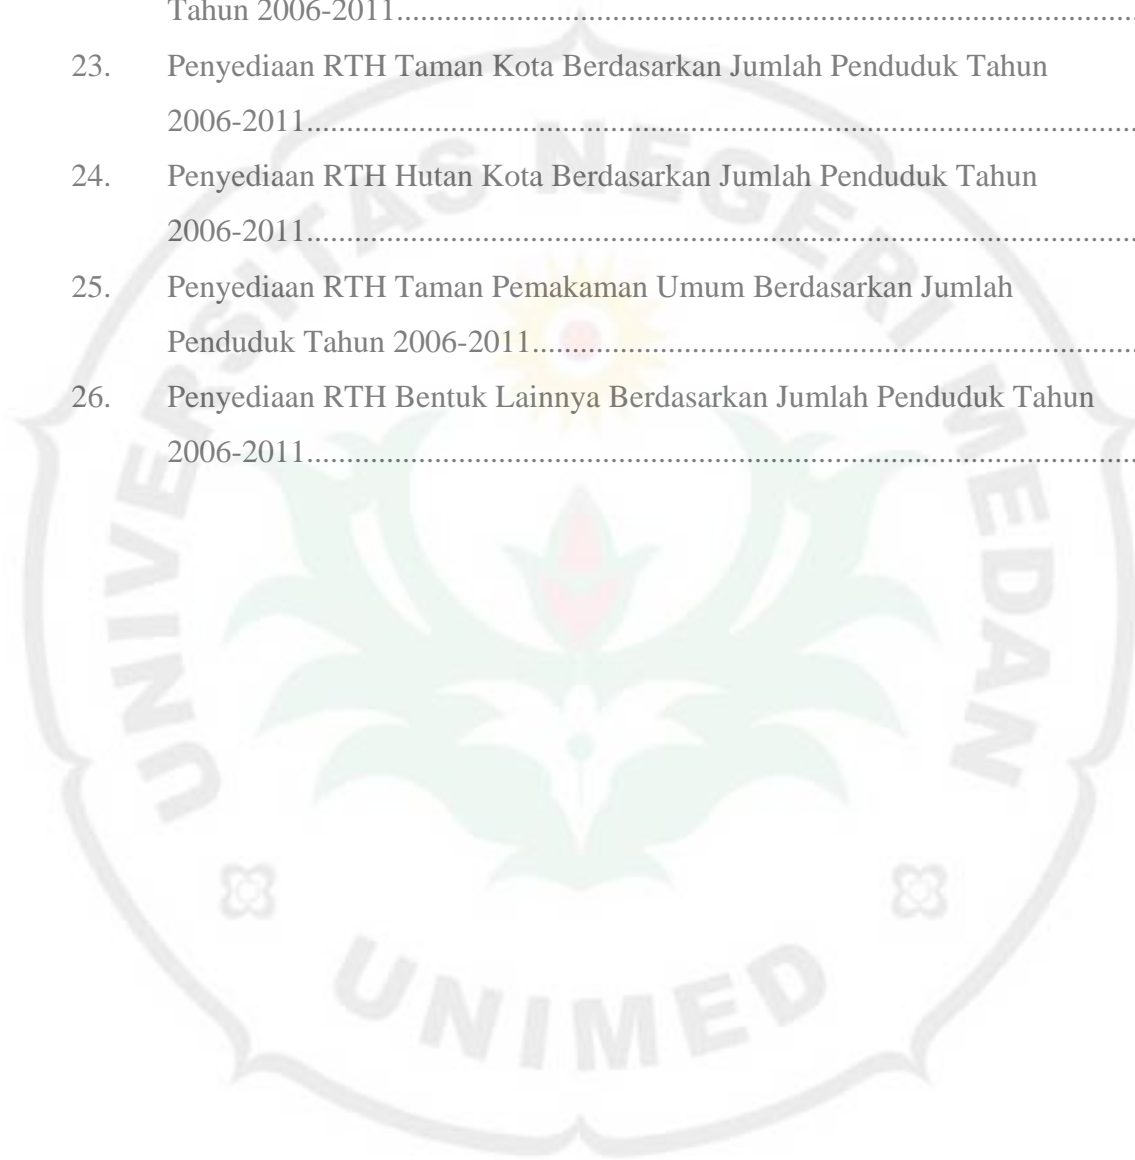 Tahun 2006-2011
23. Penyediaan RTH Taman Kota Berdasarkan Jumlah Penduduk Tahun
2006-2011
24. Penyediaan RTH Hutan Kota Berdasarkan Jumlah Penduduk Tahun
2006-2011
25. Penyediaan RTH Taman Pemakaman Umum Berdasarkan Jumlah
Penduduk Tahun 2006-2011
26. Penyediaan RTH Bentuk Lainnya Berdasarkan Jumlah Penduduk Tahun
2006-2011
UNIVERSITAS NEGERI MEDAN
UNIMED